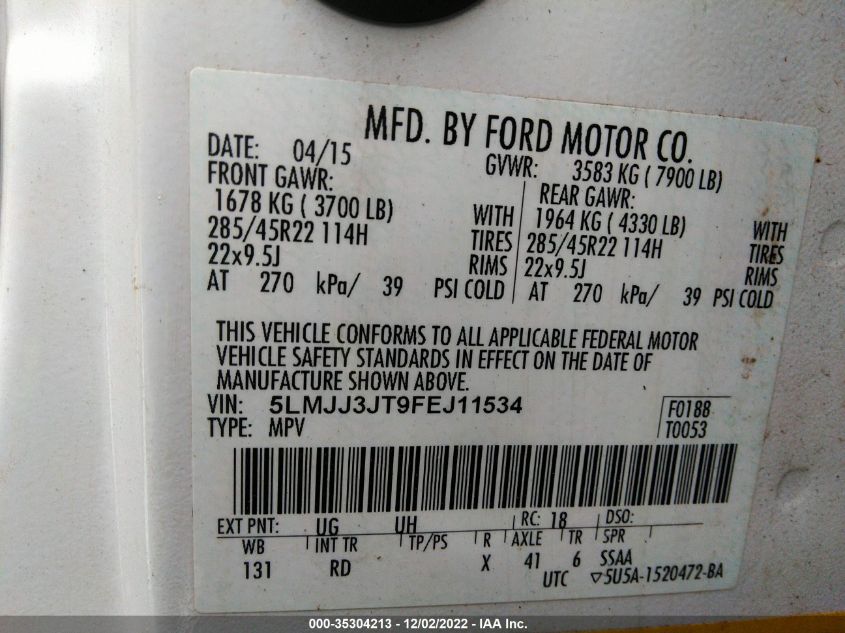 MFD. BY FORD MOTOR CO.
DATE: 04/15 GVWR: 3583 KG ( 7900 LB)
FRONT GAWR: REAR GAWR:
1678 KG ( 3700 LB) WITH 1964 KG ( 4330 LB) WITH
285/45R22 114H TIRES 285/45R22 114H TIRES
22x9.5J RIMS 22x9.5J RIMS
AT 270 kPa/ 39 PSI COLD AT 270 kPa/ 39 PSI COLD
THIS VEHICLE CONFORMS TO ALL APPLICABLE FEDERAL MOTOR
VEHICLE SAFETY STANDARDS IN EFFECT ON THE DATE OF
MANUFACTURE SHOWN ABOVE.
VIN: 5LMJJ3JT9FEJ11534 F0188
TYPE: MPV T0053
EXT PNT: UG UH RC: 18 DSO:
WB INT TR TP/PS R AXLE TR SPR
131 RD X 41 6 SSAA
UTC ▽5U5A-1520472-BA
000-35304213 - 12/02/2022 - IAA Inc.